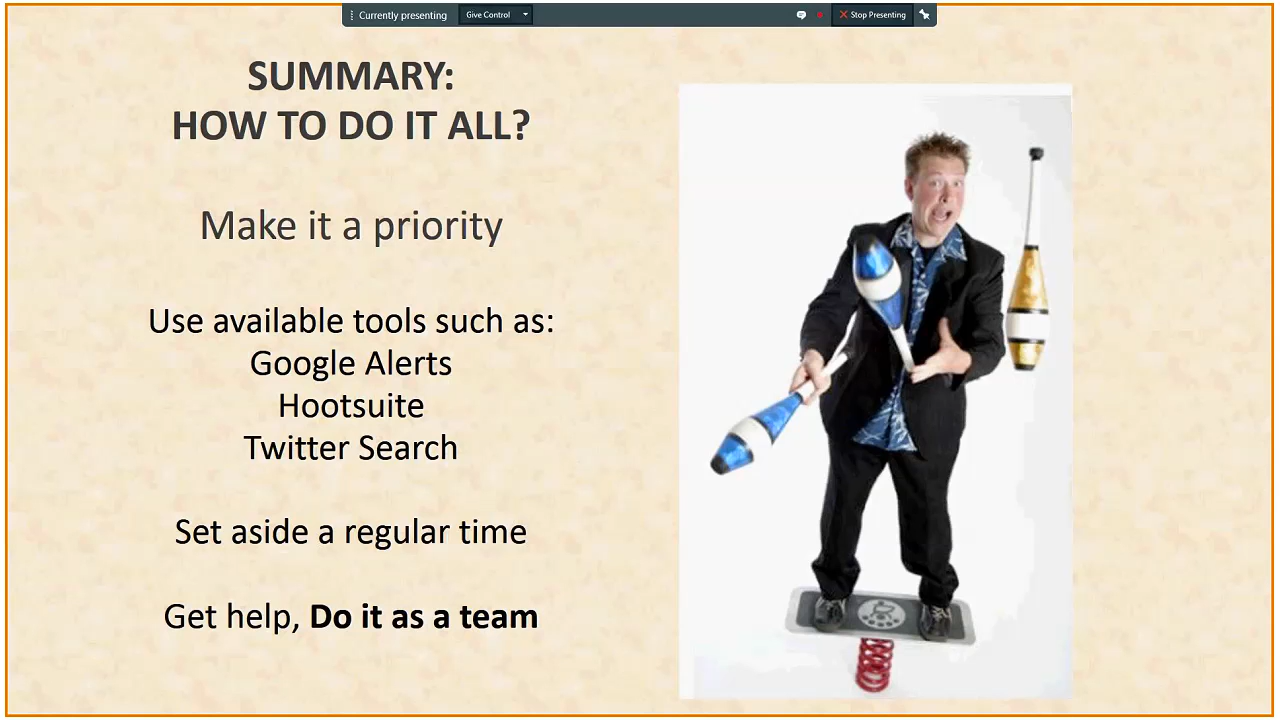 Currently presenting
Give Control
Stop Presenting
SUMMARY:
HOW TO DO IT ALL?
Make it a priority
Use available tools such as:
Google Alerts
Hootsuite
Twitter Search
Set aside a regular time
Get help, Do it as a team